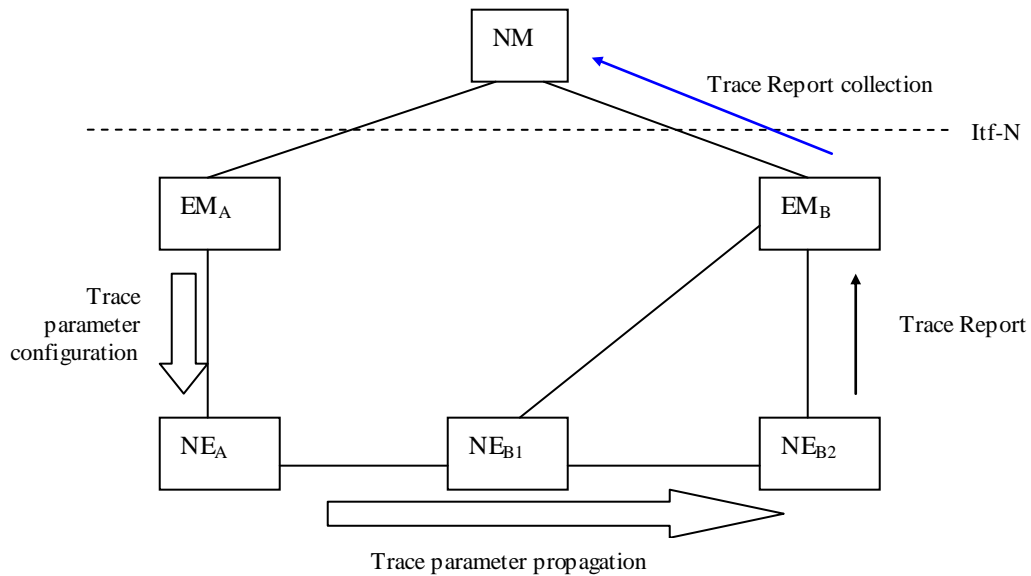 NM
Trace Report collection
Itf-N
EMA
EMB
Trace
parameter
configuration
Trace Report
NEA
NEB1
NEB2
Trace parameter propagation